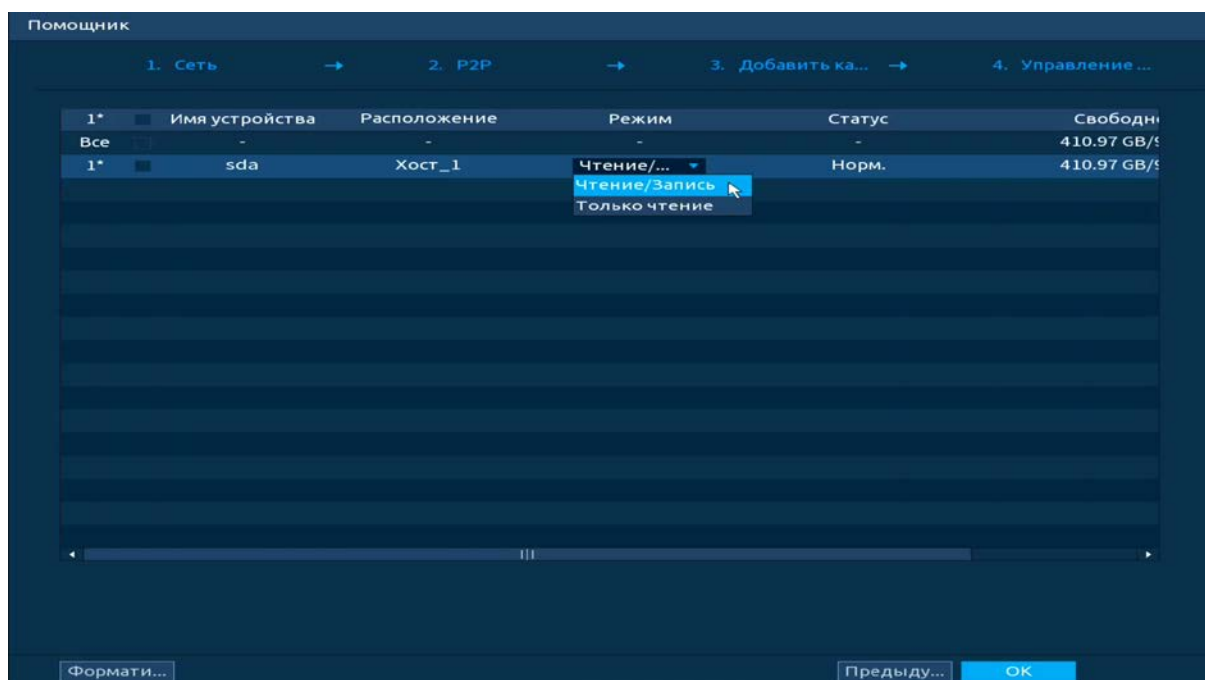 Помощник
1. Сеть → 2. P2P → 3. Добавить ка... → 4. Управление ...
1* Имя устройства Расположение Режим Статус Свободн
Все - - - - 410.97 GB/
1* sda Хост_1 Чтение/... Норм. 410.97 GB/
Чтение/Запись
Только чтение
Формати... Предыду... OK